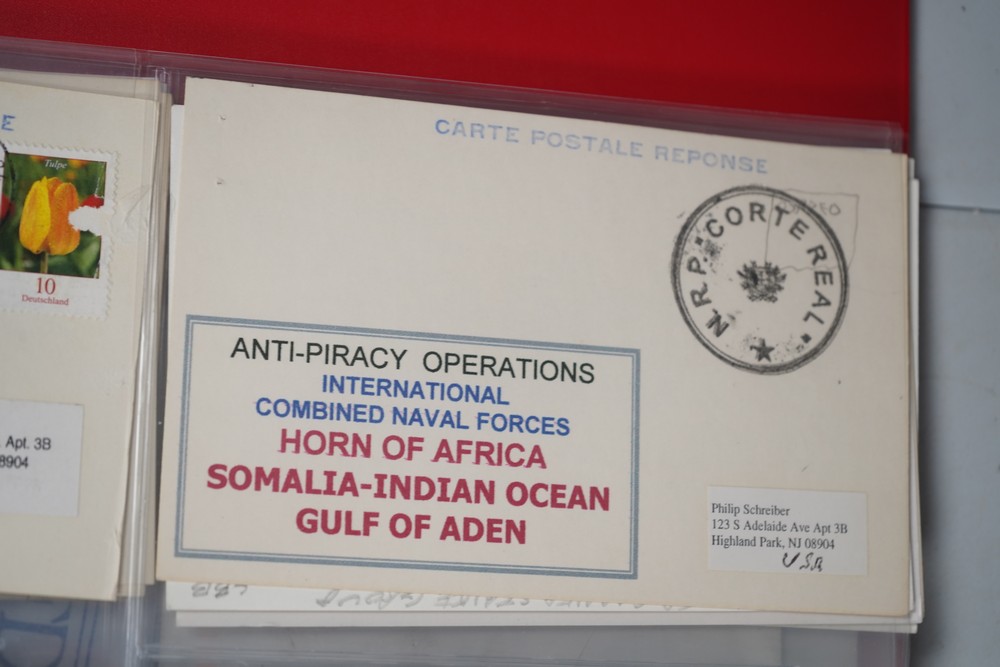 E
Tulpe
10
Deutschland
Apt. 3B
8904
CARTE POSTALE REPONSE
N.R.P. CORTE REAL
ANTI-PIRACY OPERATIONS
INTERNATIONAL
COMBINED NAVAL FORCES
HORN OF AFRICA
SOMALIA-INDIAN OCEAN
GULF OF ADEN
Philip Schreiber
123 S Adelaide Ave Apt 3B
Highland Park, NJ 08904
USA